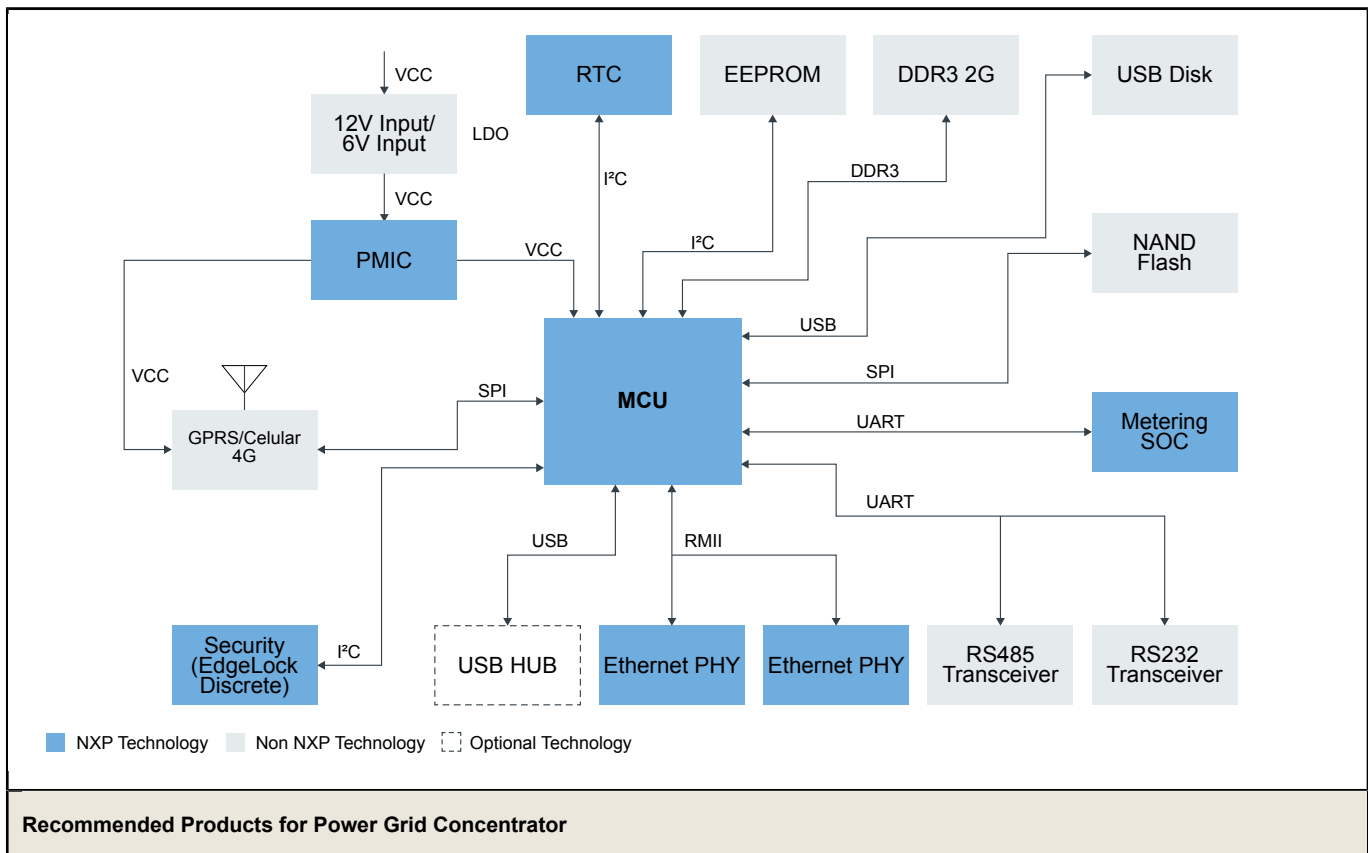 VCC
RTC
EEPROM
DDR3 2G
USB Disk
12V Input/
6V Input
LDO
I²C
DDR3
VCC
I²C
NAND
Flash
PMIC
VCC
USB
VCC
SPI
SPI
MCU
GPRS/Celular
4G
UART
Metering
SOC
UART
USB
RMII
Security
(EdgeLock
Discrete)
I²C
USB HUB
Ethernet PHY
Ethernet PHY
RS485
Transceiver
RS232
Transceiver
NXP Technology
Non NXP Technology
Optional Technology
Recommended Products for Power Grid Concentrator